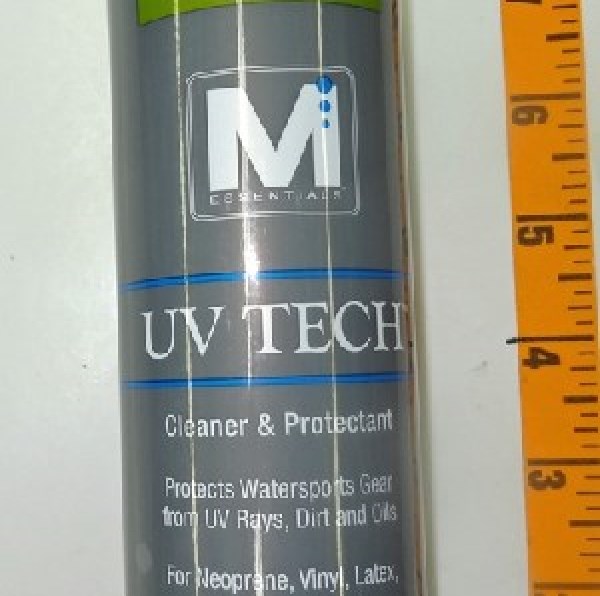 M
ESSENTIALS
UV TECH
Cleaner & Protectant
Protects Watersports Gear
from UV Rays, Dirt and Oils
For Neoprene, Vinyl, Latex,
7
6
5
4
3